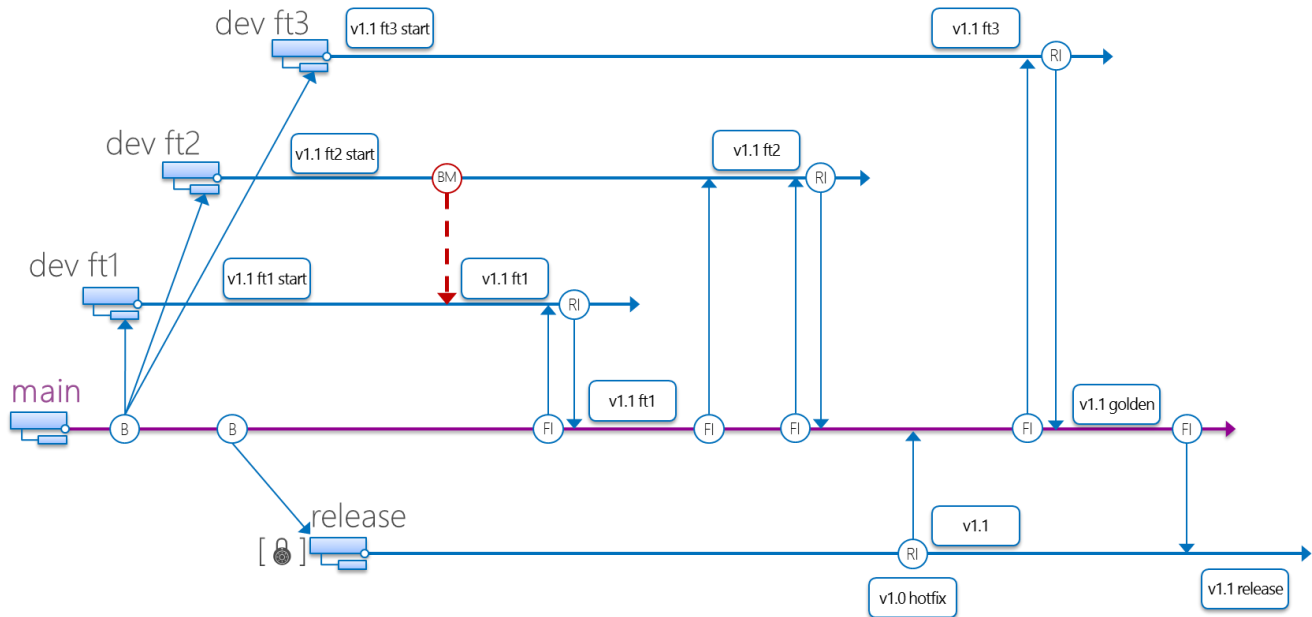 dev ft3
v1.1 ft3 start
v1.1 ft3
RI
dev ft2
v1.1 ft2 start
BM
v1.1 ft2
RI
dev ft1
v1.1 ft1 start
v1.1 ft1
RI
main
B
B
FI
v1.1 ft1
FI
FI
FI
v1.1 golden
FI
release
[ ]
RI
v1.1
v1.0 hotfix
v1.1 release